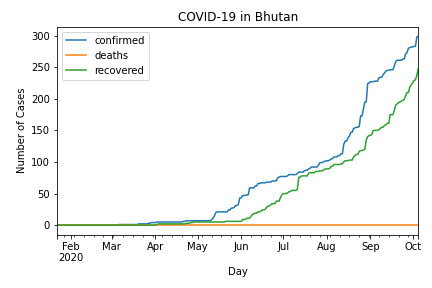 COVID-19 in Bhutan
confirmed
deaths
recovered
Number of Cases
300
250
200
150
100
50
0
Feb Mar Apr May Jun Jul Aug Sep Oct
2020
Day